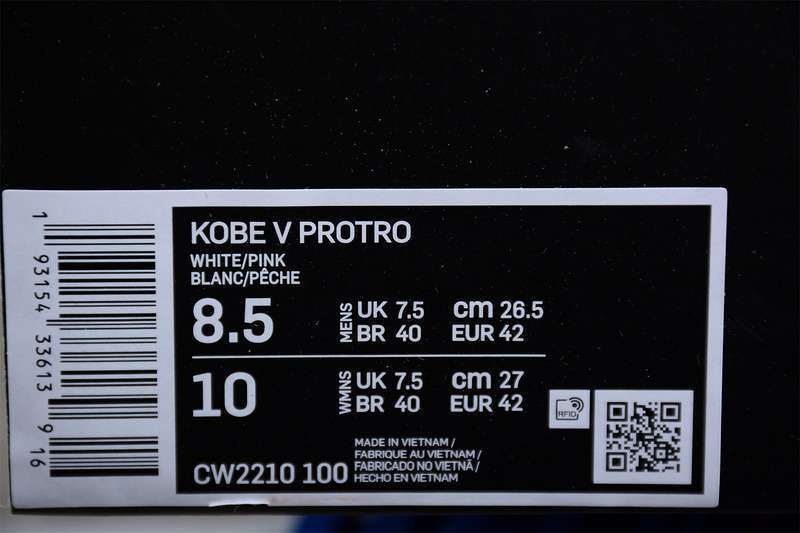 1 93154 33613 9 16
KOBE V PROTRO
WHITE/PINK
BLANC/PÊCHE
8.5 MENS UK 7.5 cm 26.5
BR 40 EUR 42
10 WMNS UK 7.5 cm 27
BR 40 EUR 42
RFID
CW2210 100
MADE IN VIETNAM /
FABRIQUE AU VIETNAM /
FABRICADO NO VIETNÃ /
HECHO EN VIETNAM